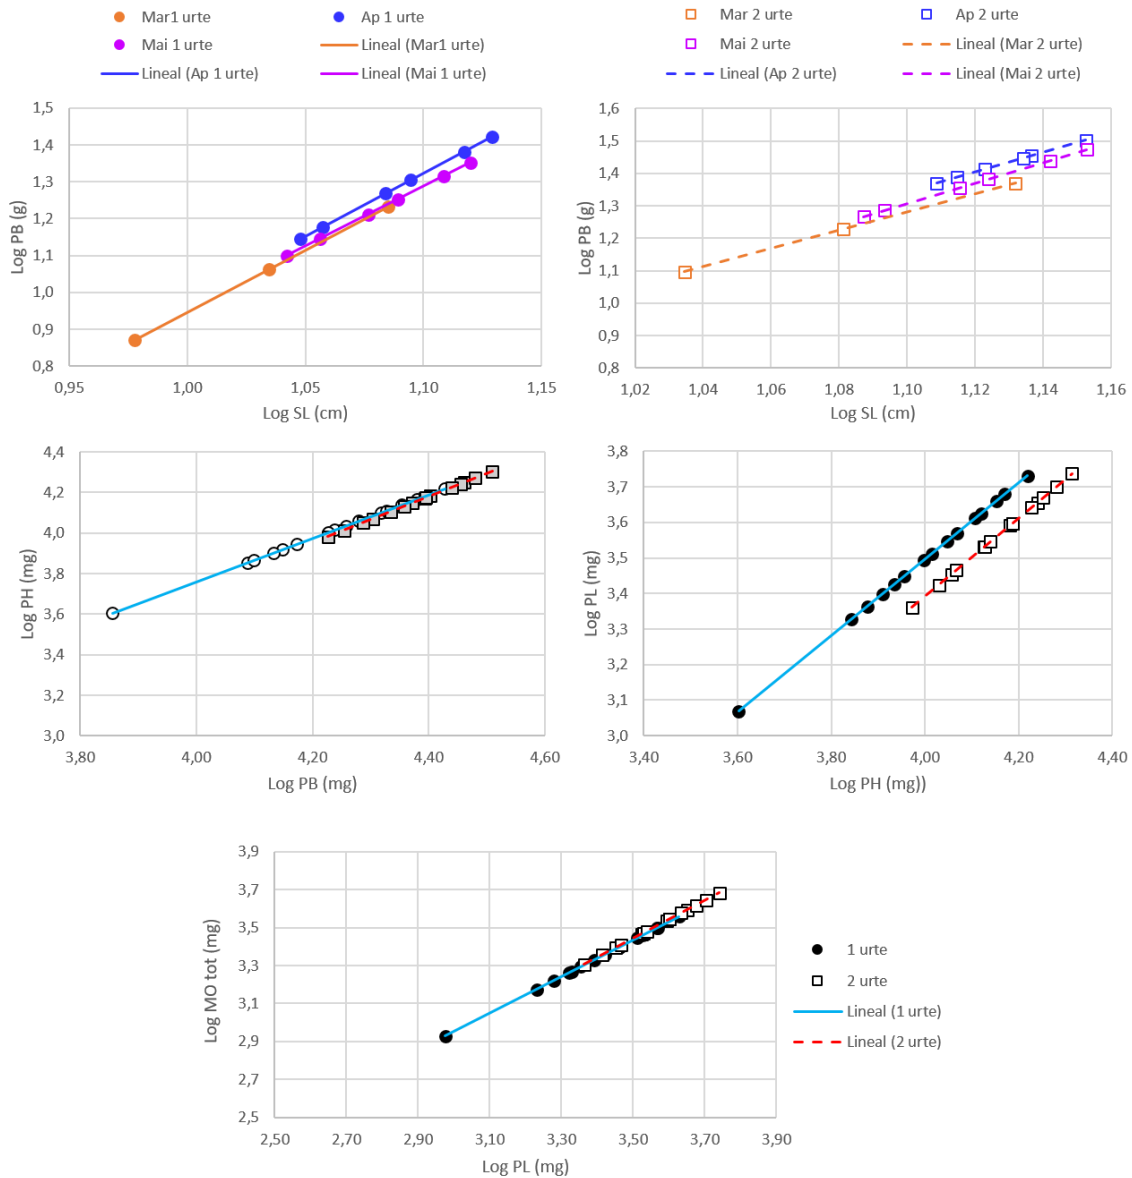 Mar1 urte
Ap 1 urte
Mai 1 urte
Lineal (Mar1 urte)
Lineal (Ap 1 urte)
Lineal (Mai 1 urte)
1,5
1,4
1,3
1,2
1,1
1,0
0,9
0,8
0,95
1,00
1,05
1,10
1,15
Log PB (g)
Log SL (cm)
Mar 2 urte
Ap 2 urte
Mai 2 urte
Lineal (Mar 2 urte)
Lineal (Ap 2 urte)
Lineal (Mai 2 urte)
1,6
1,5
1,4
1,3
1,2
1,1
1,0
0,9
0,8
1,02
1,04
1,06
1,08
1,10
1,12
1,14
1,16
Log PB (g)
Log SL (cm)
4,4
4,2
4,0
3,8
3,6
3,4
3,2
3,0
3,80
4,00
4,20
4,40
4,60
Log PH (mg)
Log PB (mg)
3,8
3,7
3,6
3,5
3,4
3,3
3,2
3,1
3,0
3,40
3,60
3,80
4,00
4,20
4,40
Log PL (mg)
Log PH (mg))
3,9
3,7
3,5
3,3
3,1
2,9
2,7
2,5
2,50
2,70
2,90
3,10
3,30
3,50
3,70
3,90
Log MO tot (mg)
Log PL (mg)
1 urte
2 urte
Lineal (1 urte)
Lineal (2 urte)